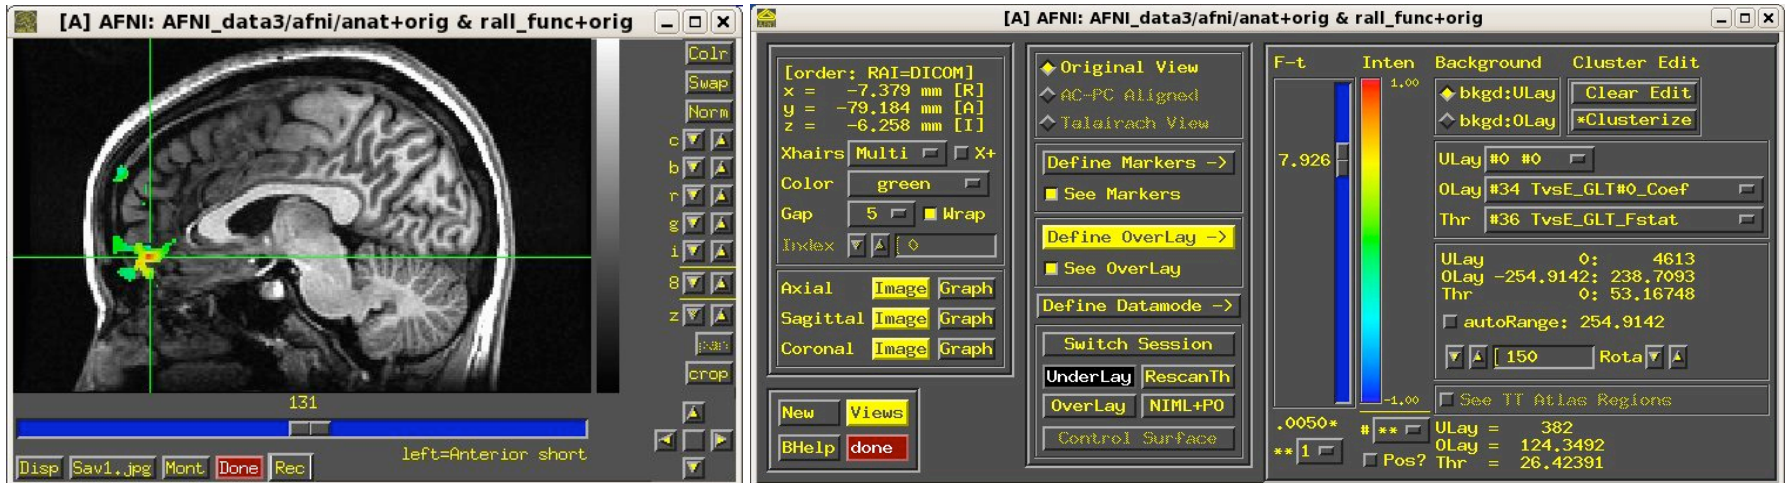 [A] AFNI: AFNI_data3/afni/anat+orig & rall_func+orig
Colr
Swap
Norm
c
b
r
g
i
8
z
pan
crop
131
left=Anterior short
Disp Sav1.jpg Mont Done Rec
[A] AFNI: AFNI_data3/afni/anat+orig & rall_func+orig
[order: RAI=DICOM]
x = -7.379 mm [R]
y = -79.184 mm [A]
z = -6.258 mm [I]
Xhairs Multi X+
Color green
Gap 5 Wrap
Index 0
Axial Image Graph
Sagittal Image Graph
Coronal Image Graph
New Views
BHelp done
Original View
AC-PC Aligned
Talairach View
Define Markers ->
See Markers
Define OverLay ->
See OverLay
Define Datamode ->
Switch Session
UnderLay RescanTh
OverLay NIML+PO
Control Surface
F-t
7.926
.0050*
** 1
Inten
1.00
-1.00
# **
Pos?
Background Cluster Edit
bkgd:ULay Clear Edit
bkgd:OLay *Clusterize
ULay #0 #0
OLay #34 TvsE_GLT#0_Coef
Thr #36 TvsE_GLT_Fstat
ULay 0: 4613
OLay -254.9142: 238.7093
Thr 0: 53.16748
autoRange: 254.9142
150 Rota
See TT Atlas Regions
ULay = 382
OLay = 124.3492
Thr = 26.42391